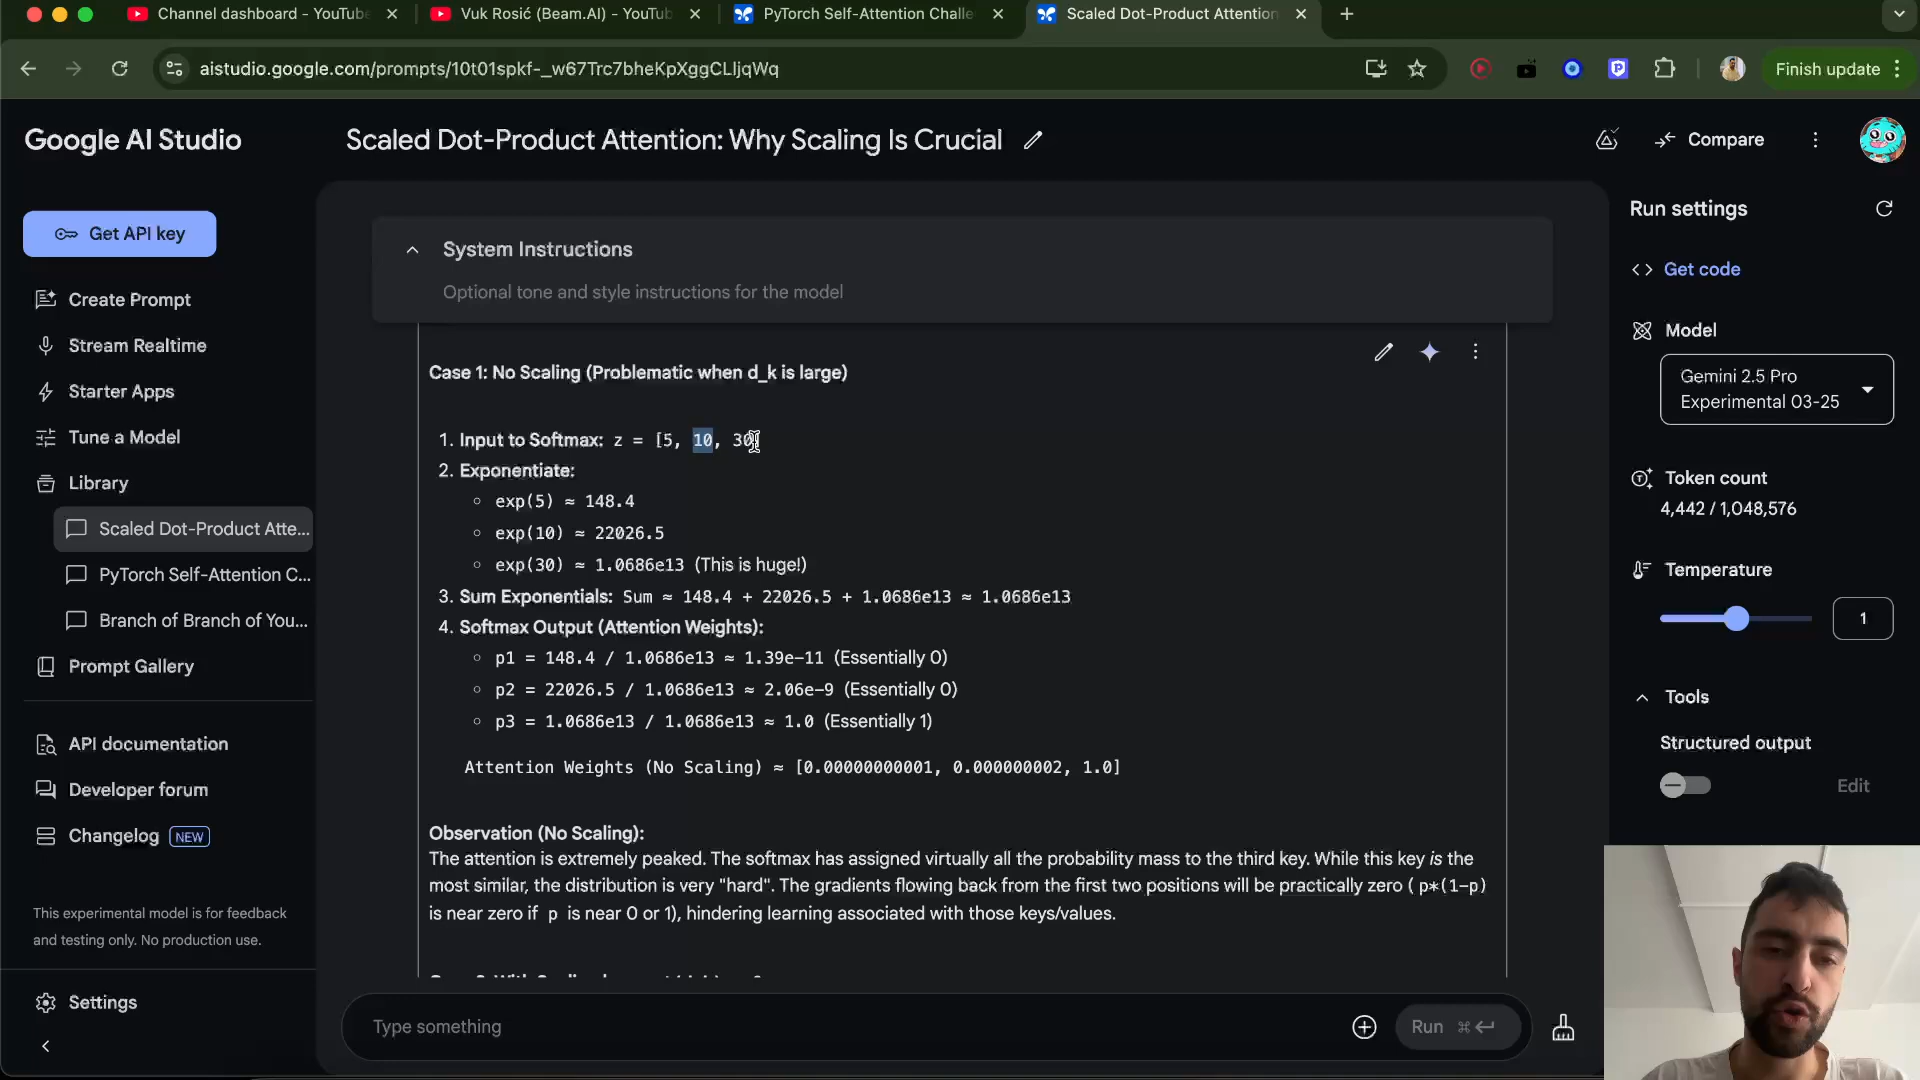 Channel dashboard - YouTube
Vuk Rosić (Beam.AI) - YouTub
PyTorch Self-Attention Challe
Scaled Dot-Product Attention
aistudio.google.com/prompts/10t01spkf-_w67Trc7bheKpXggCLljqWq
Finish update
Google AI Studio
Scaled Dot-Product Attention: Why Scaling Is Crucial
Compare
Get API key
Create Prompt
Stream Realtime
Starter Apps
Tune a Model
Library
Scaled Dot-Product Atte...
PyTorch Self-Attention C...
Branch of Branch of You...
Prompt Gallery
API documentation
Developer forum
Changelog NEW
This experimental model is for feedback
and testing only. No production use.
Settings
System Instructions
Optional tone and style instructions for the model
Case 1: No Scaling (Problematic when d_k is large)
1. Input to Softmax: z = [5, 10, 30]
2. Exponentiate:
exp(5) ≈ 148.4
exp(10) ≈ 22026.5
exp(30) ≈ 1.0686e13 (This is huge!)
3. Sum Exponentials: Sum ≈ 148.4 + 22026.5 + 1.0686e13 ≈ 1.0686e13
4. Softmax Output (Attention Weights):
p1 = 148.4 / 1.0686e13 ≈ 1.39e-11 (Essentially 0)
p2 = 22026.5 / 1.0686e13 ≈ 2.06e-9 (Essentially 0)
p3 = 1.0686e13 / 1.0686e13 ≈ 1.0 (Essentially 1)
Attention Weights (No Scaling) ≈ [0.00000000001, 0.000000002, 1.0]
Observation (No Scaling):
The attention is extremely peaked. The softmax has assigned virtually all the probability mass to the third key. While this key is the
most similar, the distribution is very "hard". The gradients flowing back from the first two positions will be practically zero ( p*(1-p)
is near zero if p is near 0 or 1), hindering learning associated with those keys/values.
Type something
Run
Run settings
Get code
Model
Gemini 2.5 Pro
Experimental 03-25
Token count
4,442 / 1,048,576
Temperature
1
Tools
Structured output
Edit